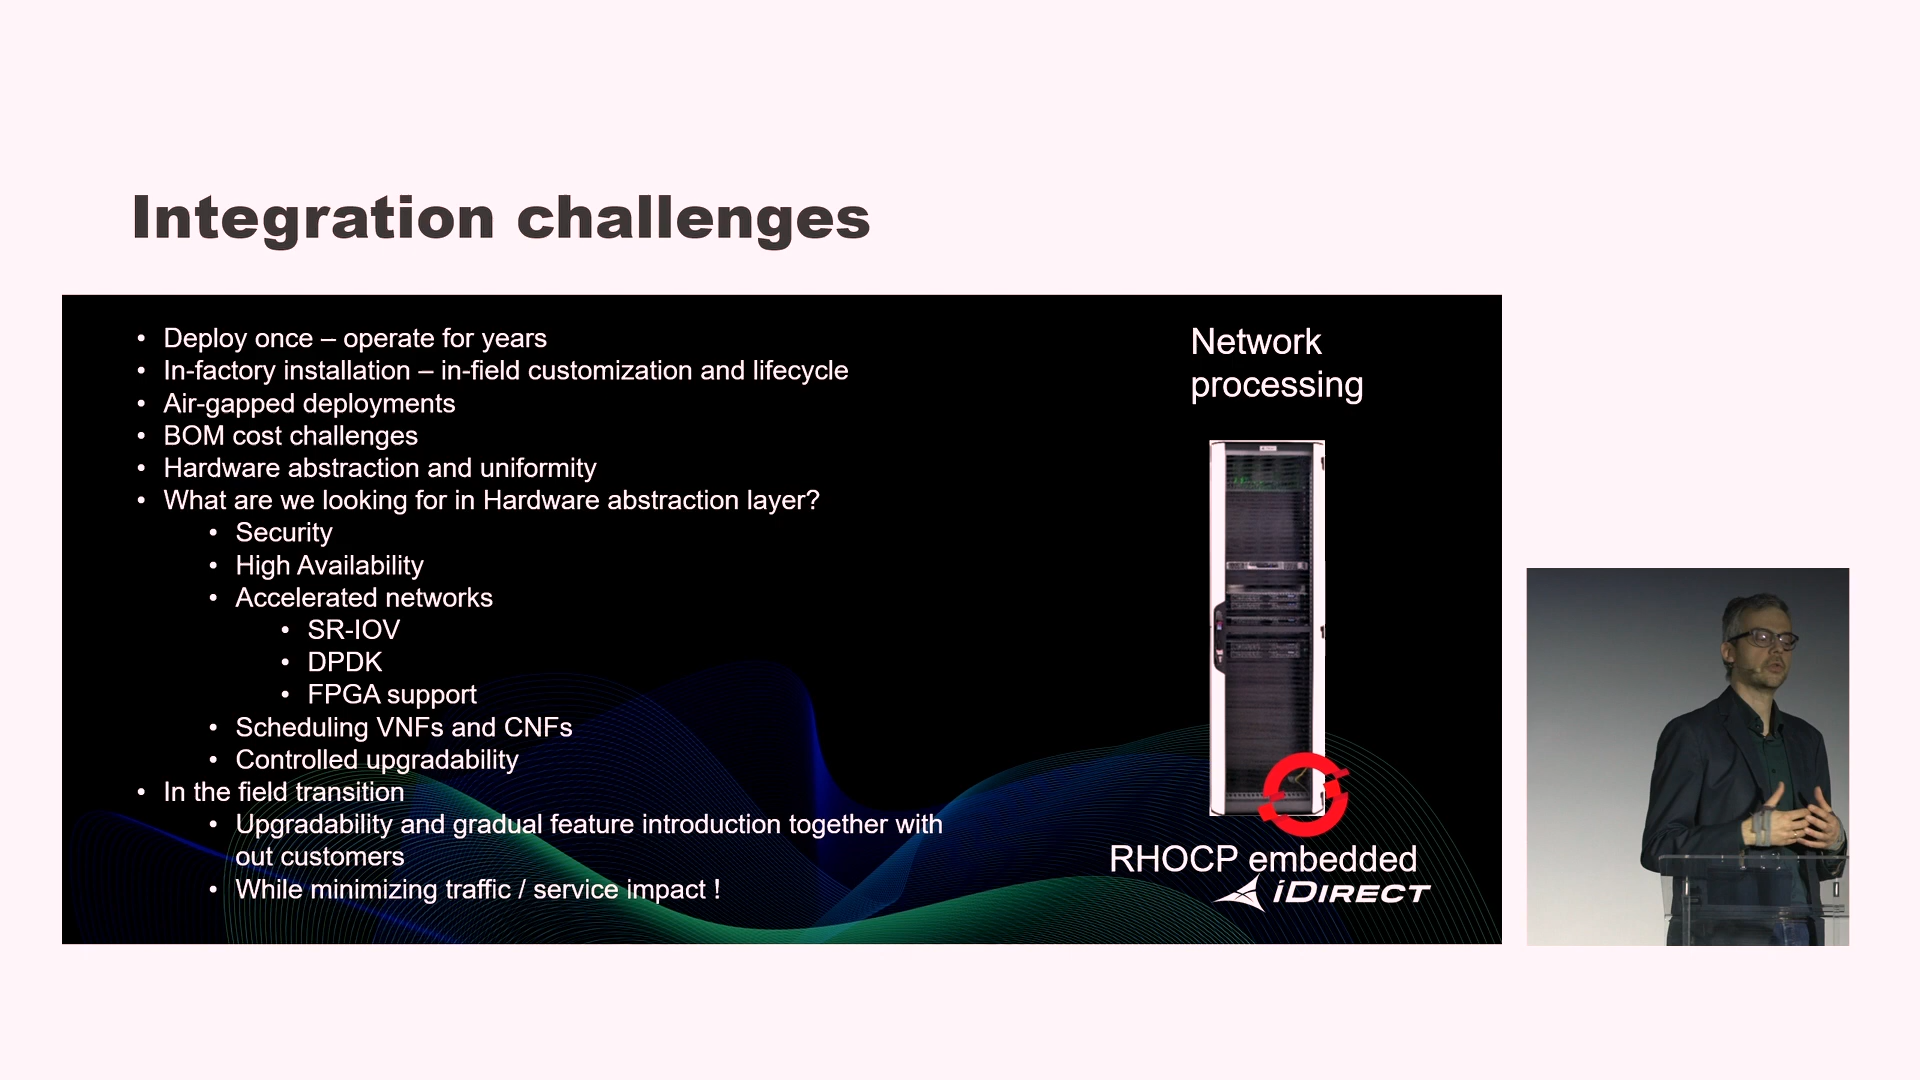 Integration challenges
• Deploy once – operate for years
• In-factory installation – in-field customization and lifecycle
• Air-gapped deployments
• BOM cost challenges
• Hardware abstraction and uniformity
• What are we looking for in Hardware abstraction layer?
• Security
• High Availability
• Accelerated networks
• SR-IOV
• DPDK
• FPGA support
• Scheduling VNFs and CNFs
• Controlled upgradability
• In the field transition
• Upgradability and gradual feature introduction together with
out customers
• While minimizing traffic / service impact !
Network
processing
RHOCP embedded
iDIRECT